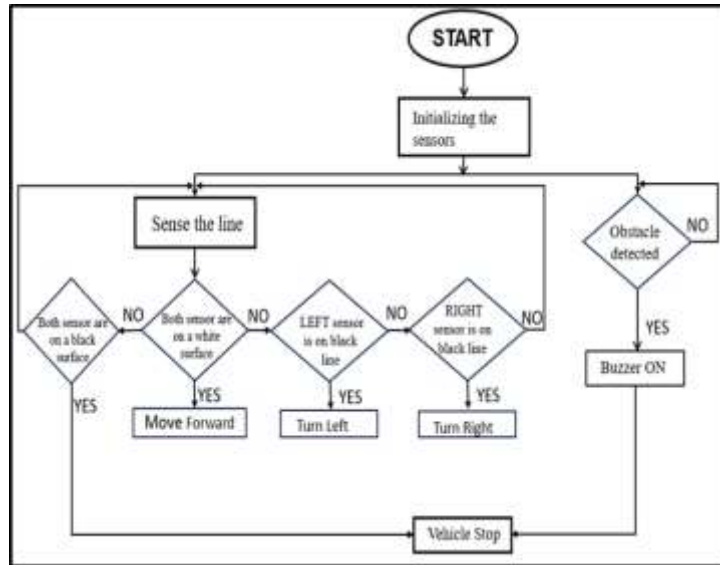 START
Initializing the
sensors
Sense the line
Obstacle
detected
NO
Both sensor are
on a black
surface
NO
Both sensor are
on a white
surface
NO
LEFT sensor
is on black
line
NO
RIGHT
sensor is on
black line
NO
YES
Buzzer ON
YES
YES
Move Forward
YES
Turn Left
YES
Turn Right
Vehicle Stop